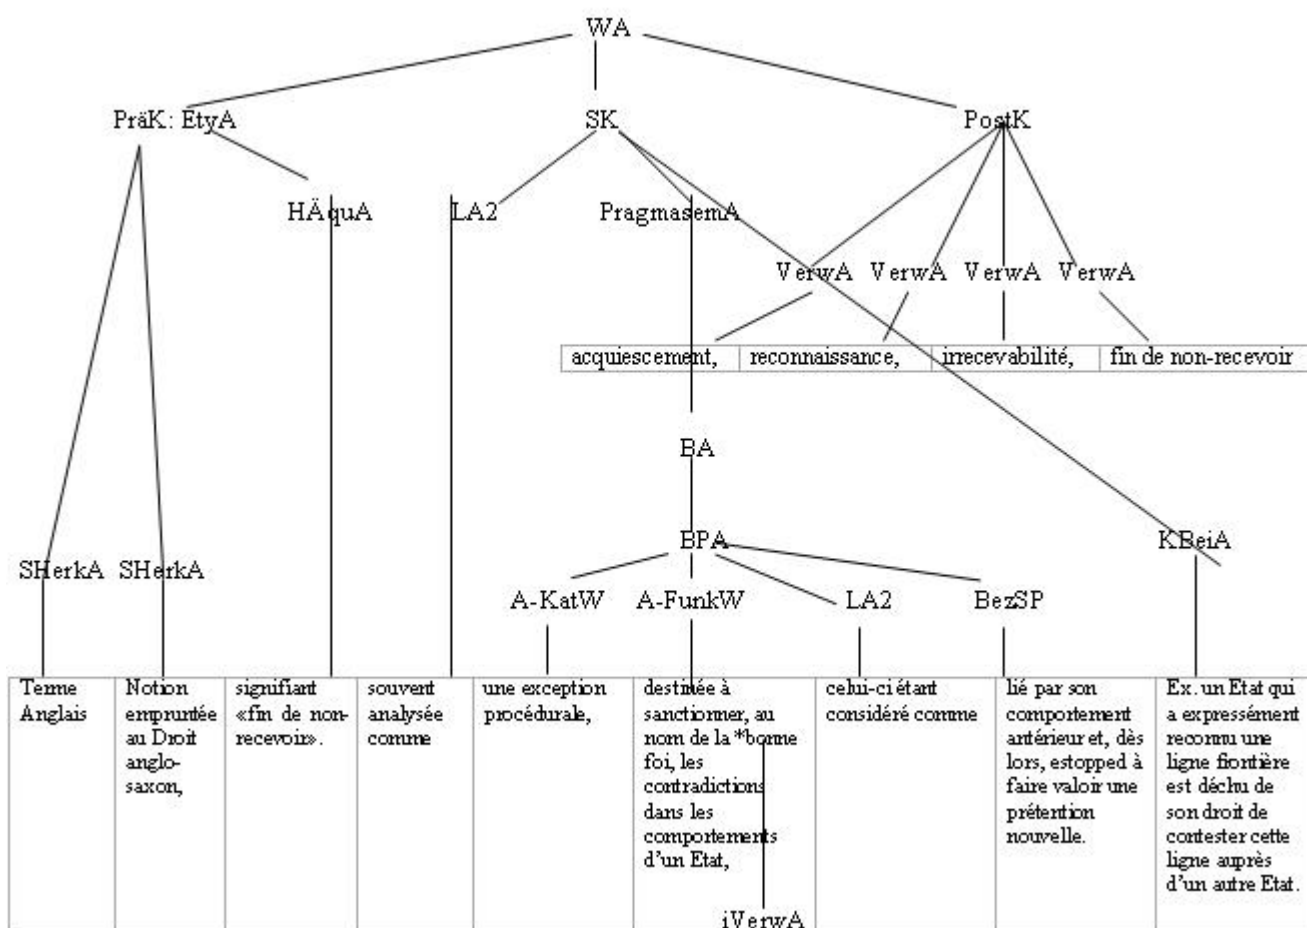 WA
PräK: EtyA SK PostK
HÄquA LA2 PragmasemA
VerwA VerwA VerwA VerwA
acquiescement, reconnaissance, irrecevabilité, fin de non-recevoir
BA
BPA KBeiA
SHerkA SHerkA
A-KatW A-FunkW LA2 BezSP
Terme
Anglais
Notion
empruntée
au Droit
anglo-
saxon,
signifiant
«fin de non-
recevoir».
souvent
analysée
comme
une exception
procédurale,
destinée à
sanctionner, au
nom de la *bonne
foi, les
contradictions
dans les
comportements
d'un Etat,
celui-ci étant
considéré comme
lié par son
comportement
antérieur et, dès
lors, estopped à
faire valoir une
prétention
nouvelle.
Ex. un Etat qui
a expressément
reconnu une
ligne frontière
est déchu de
son droit de
contester cette
ligne auprès
d'un autre Etat.
iVerwA